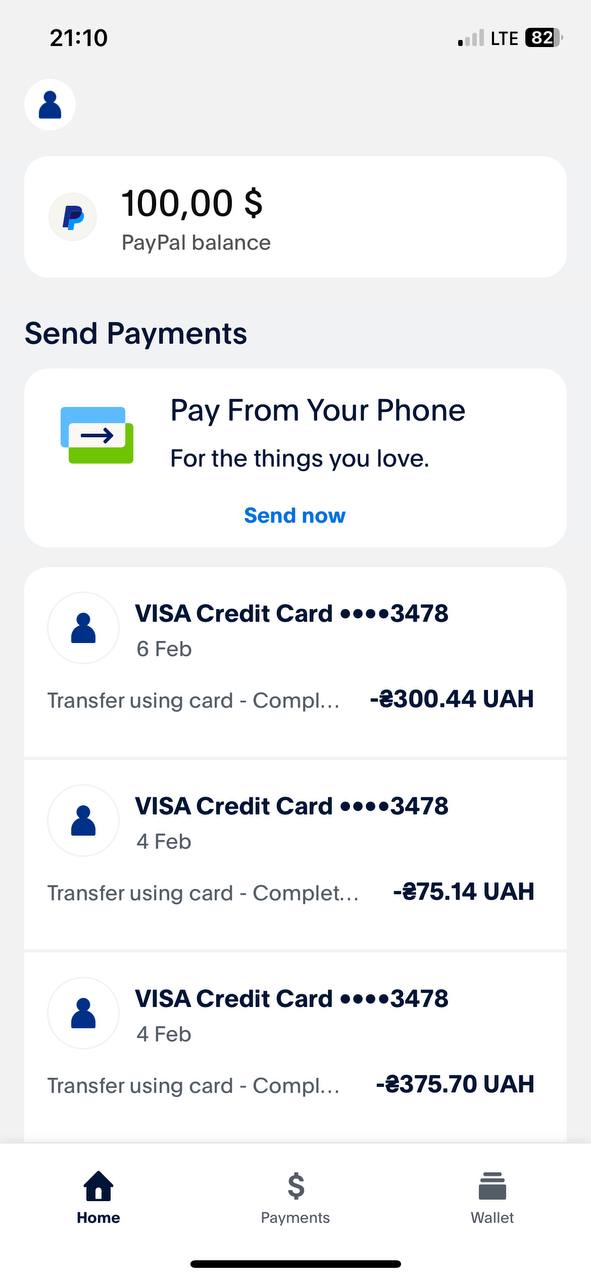 21:10
LTE 82
100,00 $
PayPal balance
Send Payments
Pay From Your Phone
For the things you love.
Send now
VISA Credit Card ••••3478
6 Feb
Transfer using card - Compl... -₴300.44 UAH
VISA Credit Card ••••3478
4 Feb
Transfer using card - Complet... -₴75.14 UAH
VISA Credit Card ••••3478
4 Feb
Transfer using card - Compl... -₴375.70 UAH
Home Payments Wallet